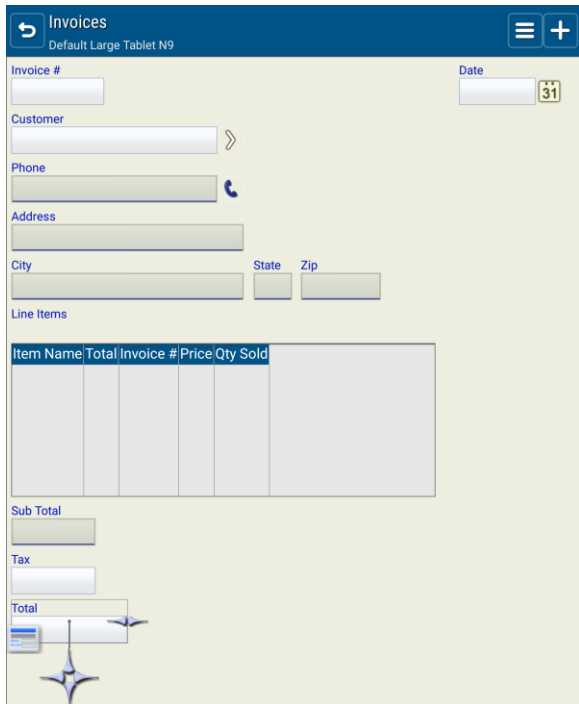 Invoices
Default Large Tablet N9
Invoice # Date
31
Customer
Phone
Address
City State Zip
Line Items
Item Name Total Invoice # Price Qty Sold
Sub Total
Tax
Total